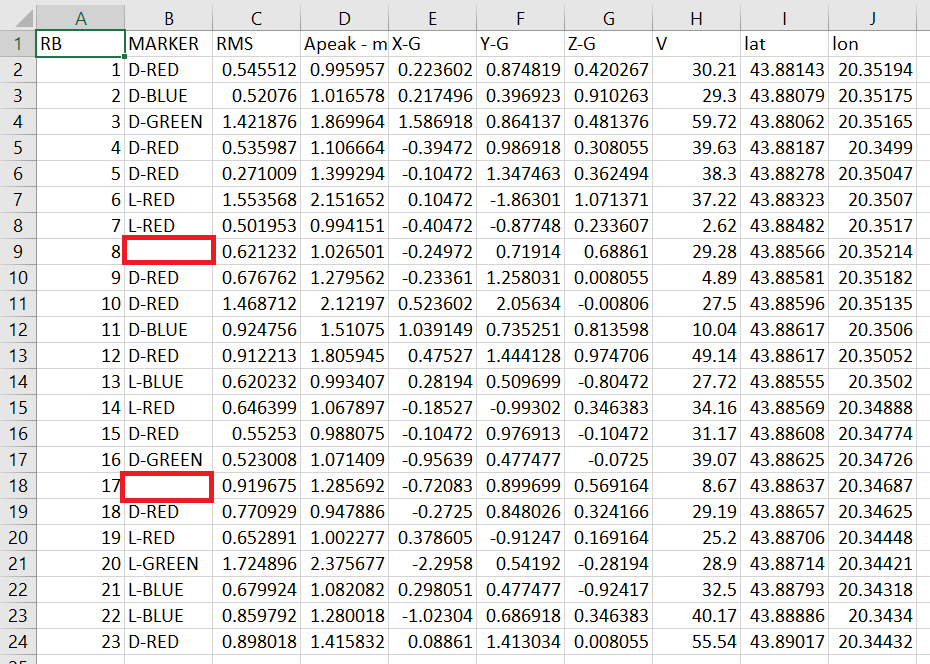 A B C D E F G H I J
1 RB MARKER RMS Apeak - m X-G Y-G Z-G V lat lon
2 1 D-RED 0.545512 0.995957 0.223602 0.874819 0.420267 30.21 43.88143 20.35194
3 2 D-BLUE 0.52076 1.016578 0.217496 0.396923 0.910263 29.3 43.88079 20.35175
4 3 D-GREEN 1.421876 1.869964 1.586918 0.864137 0.481376 59.72 43.88062 20.35165
5 4 D-RED 0.535987 1.106664 -0.39472 0.986918 0.308055 39.63 43.88187 20.3499
6 5 D-RED 0.271009 1.399294 -0.10472 1.347463 0.362494 38.3 43.88278 20.35047
7 6 L-RED 1.553568 2.151652 0.10472 -1.86301 1.071371 37.22 43.88323 20.3507
8 7 L-RED 0.501953 0.994151 -0.40472 -0.87748 0.233607 2.62 43.88482 20.3517
9 8 0.621232 1.026501 -0.24972 0.71914 0.68861 29.28 43.88566 20.35214
10 9 D-RED 0.676762 1.279562 -0.23361 1.258031 0.008055 4.89 43.88581 20.35182
11 10 D-RED 1.468712 2.12197 0.523602 2.05634 -0.00806 27.5 43.88596 20.35135
12 11 D-BLUE 0.924756 1.51075 1.039149 0.735251 0.813598 10.04 43.88617 20.3506
13 12 D-RED 0.912213 1.805945 0.47527 1.444128 0.974706 49.14 43.88617 20.35052
14 13 L-BLUE 0.620232 0.993407 0.28194 0.509699 -0.80472 27.72 43.88555 20.3502
15 14 L-RED 0.646399 1.067897 -0.18527 -0.99302 0.346383 34.16 43.88569 20.34888
16 15 D-RED 0.55253 0.988075 -0.10472 0.976913 -0.10472 31.17 43.88608 20.34774
17 16 D-GREEN 0.523008 1.071409 -0.95639 0.477477 -0.0725 39.07 43.88625 20.34726
18 17 0.919675 1.285692 -0.72083 0.899699 0.569164 8.67 43.88637 20.34687
19 18 D-RED 0.770929 0.947886 -0.2725 0.848026 0.324166 29.19 43.88657 20.34625
20 19 L-RED 0.652891 1.002277 0.378605 -0.91247 0.169164 25.2 43.88706 20.34448
21 20 L-GREEN 1.724896 2.375677 -2.2958 0.54192 -0.28194 28.9 43.88714 20.34421
22 21 L-BLUE 0.679924 1.082082 0.298051 0.477477 -0.92417 32.5 43.88793 20.34318
23 22 L-BLUE 0.859792 1.280018 -1.02304 0.686918 0.346383 40.17 43.88886 20.3434
24 23 D-RED 0.898018 1.415832 0.08861 1.413034 0.008055 55.54 43.89017 20.34432